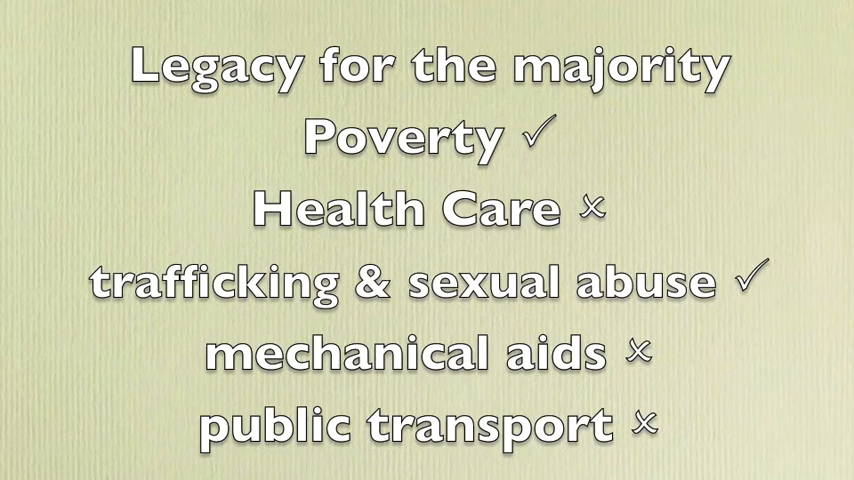 Legacy for the majority
Poverty ✓
Health Care ✗
trafficking & sexual abuse ✓
mechanical aids ✗
public transport ✗